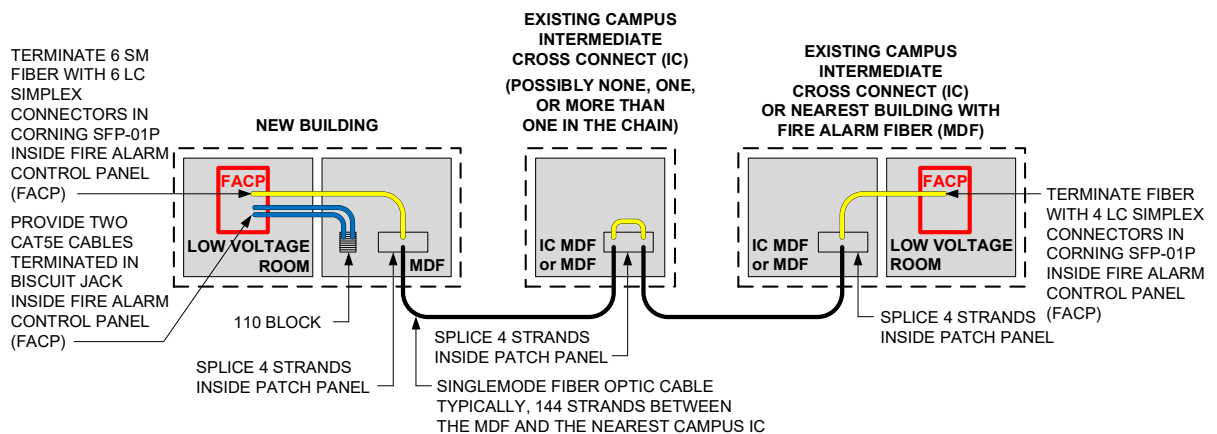 TERMINATE 6 SM
FIBER WITH 6 LC
SIMPLEX
CONNECTORS IN
CORNING SFP-01P
INSIDE FIRE ALARM
CONTROL PANEL
(FACP)
PROVIDE TWO
CAT5E CABLES
TERMINATED IN
BISCUIT JACK
INSIDE FIRE ALARM
CONTROL PANEL
(FACP)
NEW BUILDING
FACP
LOW VOLTAGE
ROOM
MDF
110 BLOCK
SPLICE 4 STRANDS
INSIDE PATCH PANEL
EXISTING CAMPUS
INTERMEDIATE
CROSS CONNECT (IC)
(POSSIBLY NONE, ONE,
OR MORE THAN
ONE IN THE CHAIN)
IC MDF
or MDF
SPLICE 4 STRANDS
INSIDE PATCH PANEL
SINGLEMODE FIBER OPTIC CABLE
TYPICALLY, 144 STRANDS BETWEEN
THE MDF AND THE NEAREST CAMPUS IC
EXISTING CAMPUS
INTERMEDIATE
CROSS CONNECT (IC)
OR NEAREST BUILDING WITH
FIRE ALARM FIBER (MDF)
IC MDF
or MDF
FACP
LOW VOLTAGE
ROOM
SPLICE 4 STRANDS
INSIDE PATCH PANEL
TERMINATE FIBER
WITH 4 LC SIMPLEX
CONNECTORS IN
CORNING SFP-01P
INSIDE FIRE ALARM
CONTROL PANEL
(FACP)